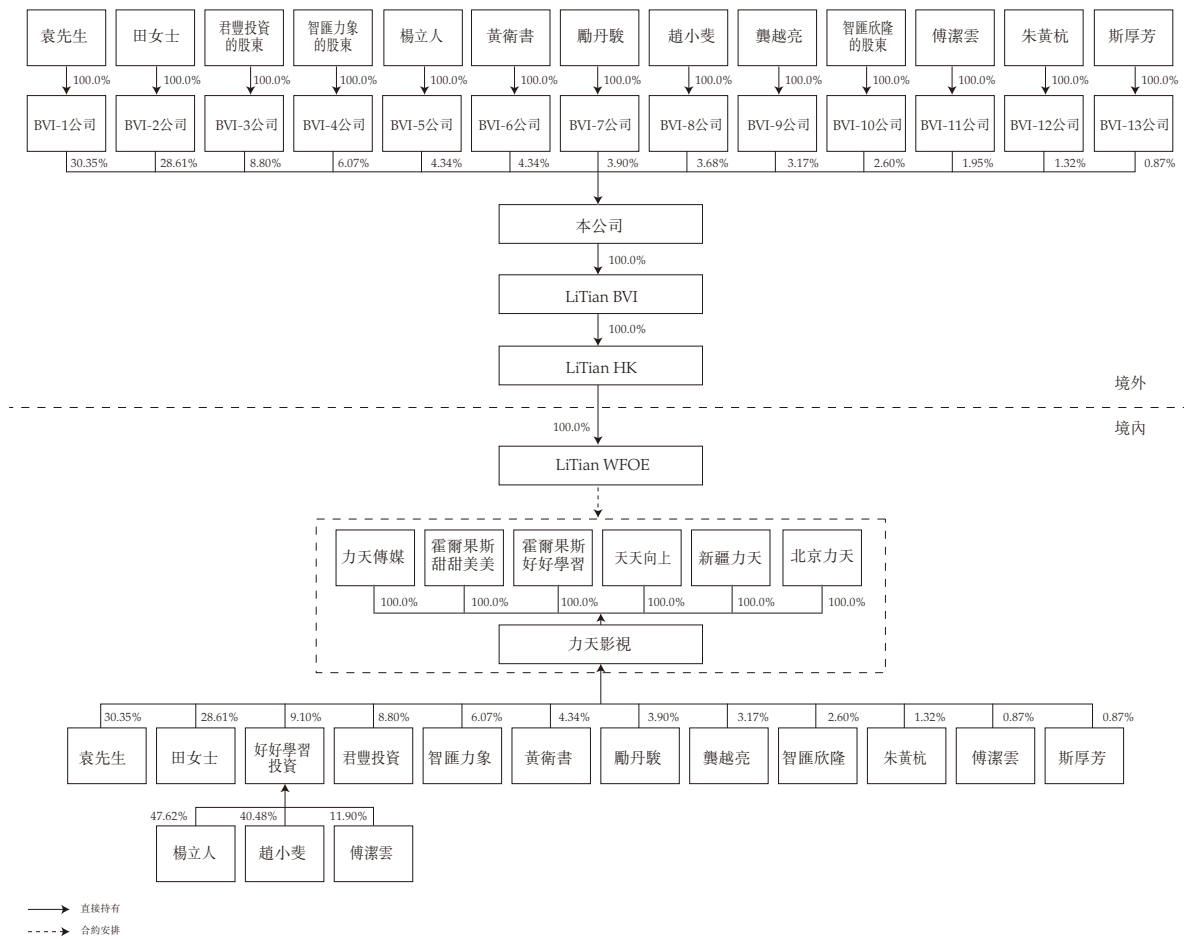 袁先生
田女士
君豐投資
的股東
智匯力象
的股東
楊立人
黃衛書
勵丹駿
趙小斐
龔越亮
智匯欣隆
的股東
傅潔雲
朱黃杭
斯厚芳
100.0%
100.0%
100.0%
100.0%
100.0%
100.0%
100.0%
100.0%
100.0%
100.0%
100.0%
100.0%
100.0%
BVI-1公司
BVI-2公司
BVI-3公司
BVI-4公司
BVI-5公司
BVI-6公司
BVI-7公司
BVI-8公司
BVI-9公司
BVI-10公司
BVI-11公司
BVI-12公司
BVI-13公司
30.35%
28.61%
8.80%
6.07%
4.34%
4.34%
3.90%
3.68%
3.17%
2.60%
1.95%
1.32%
0.87%
本公司
100.0%
LiTian BVI
100.0%
LiTian HK
境外
境內
100.0%
LiTian WFOE
力天傳媒
霍爾果斯
甜甜美美
霍爾果斯
好好學習
天天向上
新疆力天
北京力天
100.0%
100.0%
100.0%
100.0%
100.0%
100.0%
力天影視
30.35%
28.61%
9.10%
8.80%
6.07%
4.34%
3.90%
3.17%
2.60%
1.32%
0.87%
0.87%
袁先生
田女士
好好學習
投資
君豐投資
智匯力象
黃衛書
勵丹駿
龔越亮
智匯欣隆
朱黃杭
傅潔雲
斯厚芳
47.62%
40.48%
11.90%
楊立人
趙小斐
傅潔雲
直接持有
合約安排